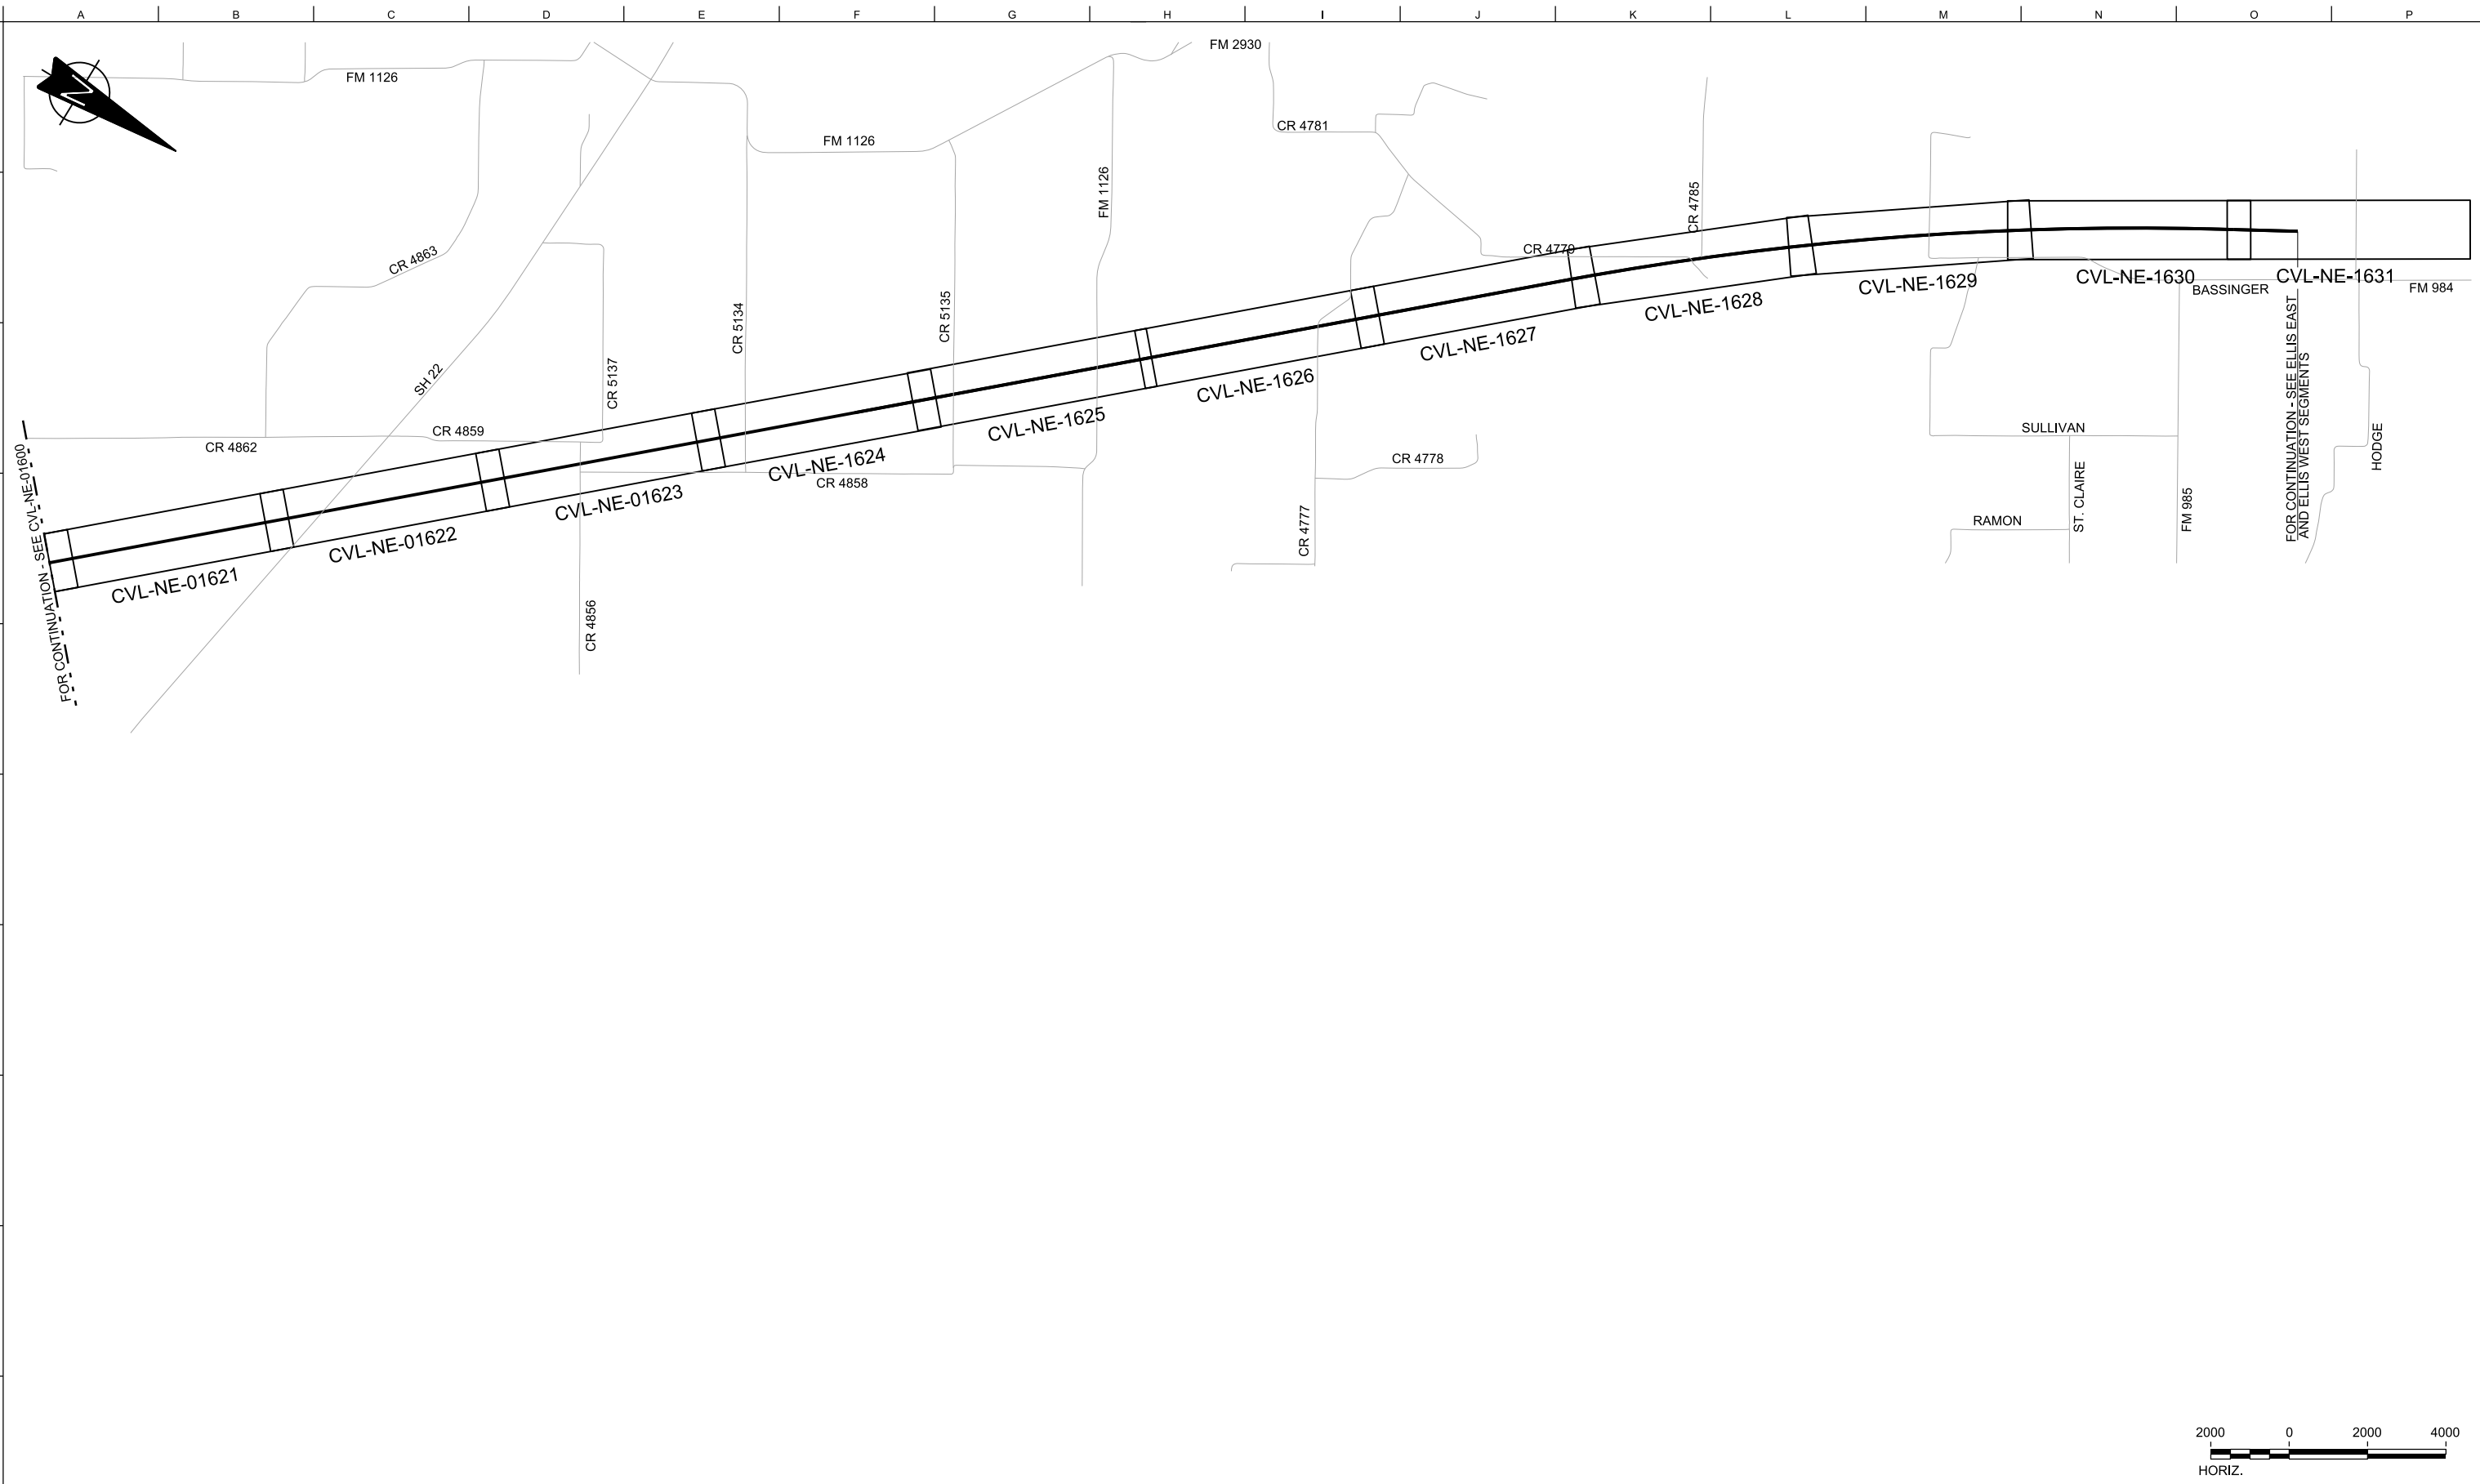 A B C D E F G H I J K L M N O P
N
FM 2930
FM 1126
CR 4781
FM 1126
FM 1126
CR 4785
CR 4863
CR 4779
CVL-NE-1630
CVL-NE-1631
CVL-NE-1629
BASSINGER
FM 984
CVL-NE-1628
CR 5135
CR 5134
CVL-NE-1627
SH 22
CR 5137
CVL-NE-1626
FOR CONTINUATION - SEE ELLIS EAST
AND ELLIS WEST SEGMENTS
CVL-NE-1625
SULLIVAN
CR 4859
CR 4862
HODGE
CR 4778
CVL-NE-1624
CR 4858
ST. CLAIRE
CVL-NE-01623
FM 985
RAMON
CR 4777
CVL-NE-01622
FOR CONTINUATION - SEE CVL-NE-01600
CVL-NE-01621
CR 4856
2000 0 2000 4000
HORIZ.